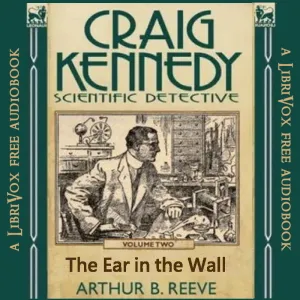 CRAIG
KENNEDY
SCIENTIFIC DETECTIVE
VOLUME TWO
The Ear in the Wall
ARTHUR B. REEVE
a LIBRIVOX FREE AUDIOBOOK
a LIBRIVOX FREE AUDIOBOOK